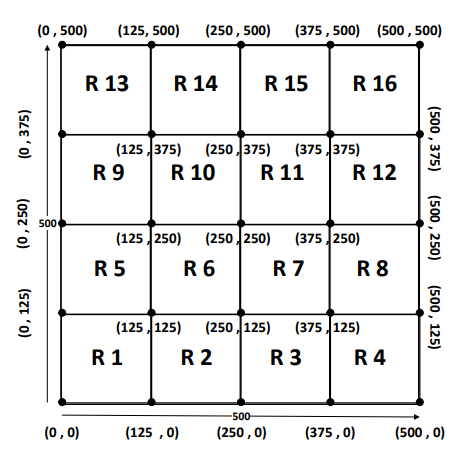 (0 , 500) (125, 500) (250, 500) (375, 500) (500, 500)
R 13 R 14 R 15 R 16
(0, 375) (125 , 375) (250 , 375) (375 , 375) (500 , 375)
R 9 R 10 R 11 R 12
(0, 250) 500 (125 , 250) (250 , 250) (375 , 250) (500 , 250)
R 5 R 6 R 7 R 8
(0 , 125) (125 , 125) (250 , 125) (375 , 125) (500 , 125)
R 1 R 2 R 3 R 4
500
(0 , 0) (125 , 0) (250 , 0) (375 , 0) (500 , 0)